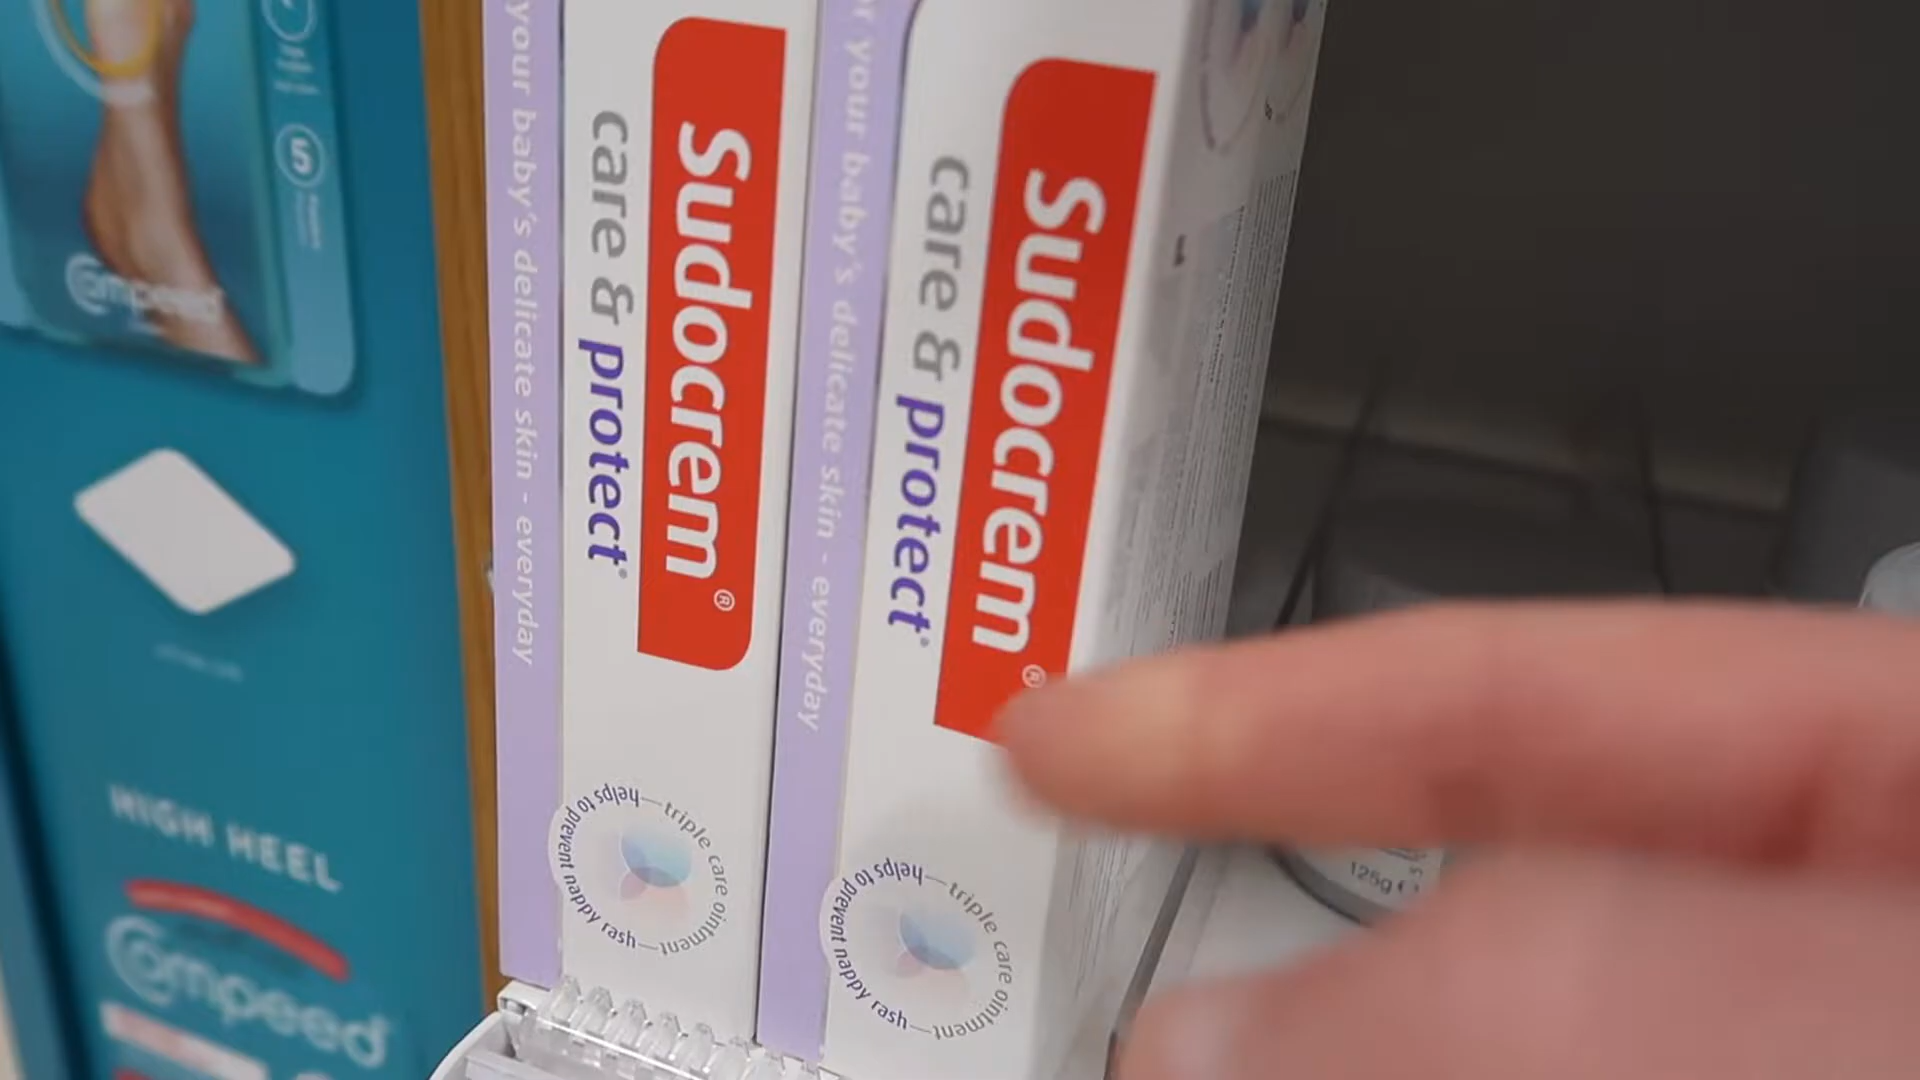 5
Compeed
HIGH HEEL
Compeed
your baby's delicate skin - everyday
Sudocrem®
care & protect
helps to prevent nappy rash—triple care ointment—
your baby's delicate skin - everyday
Sudocrem®
care & protect
helps to prevent nappy rash—triple care ointment—
125g